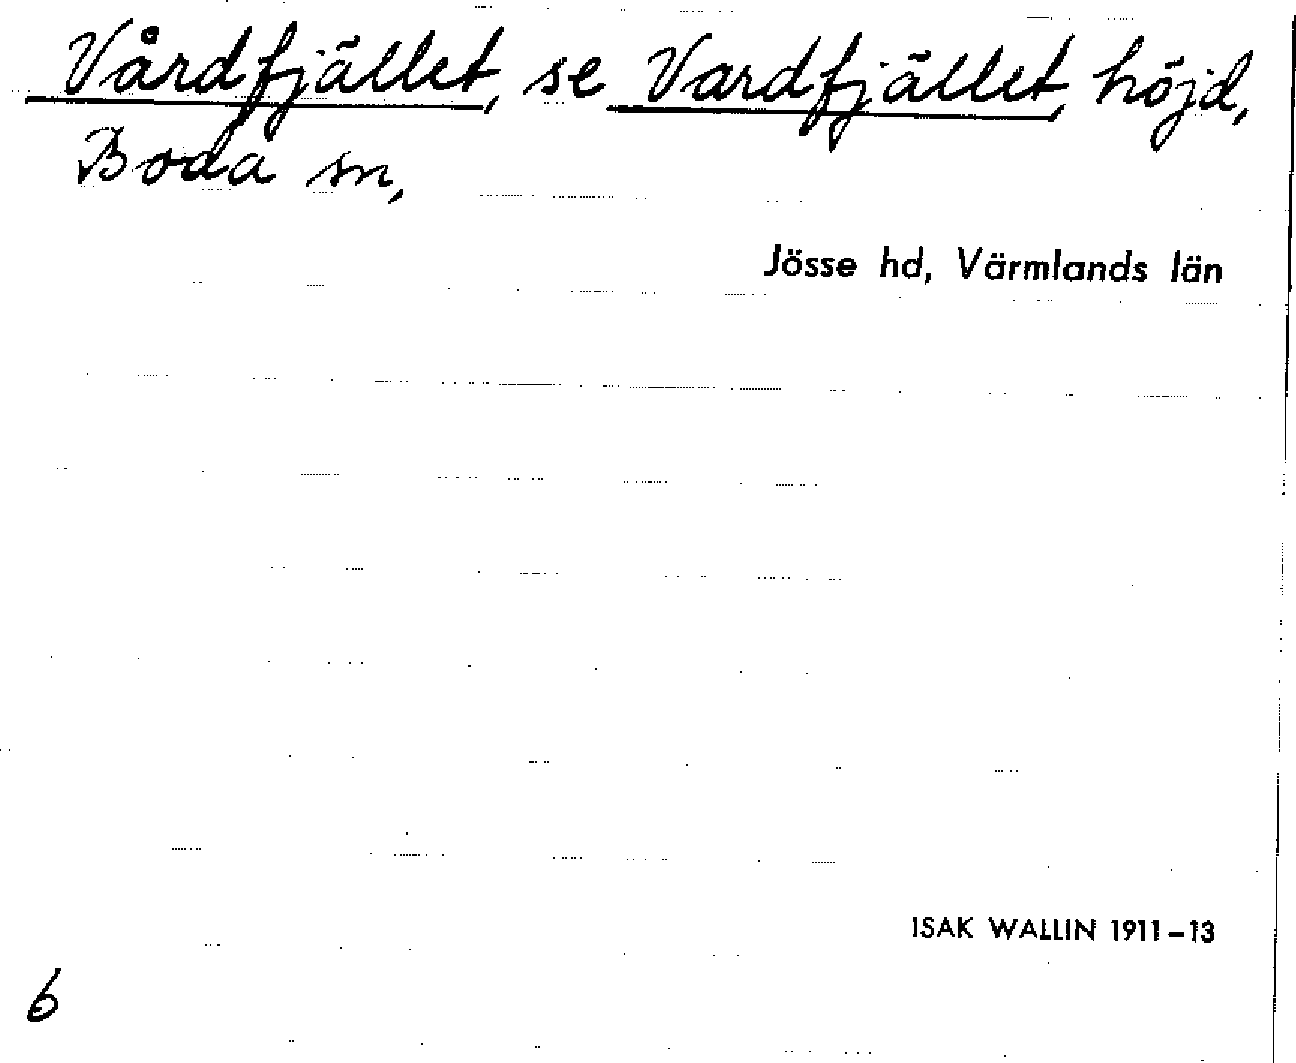 Vårdfjället, se Vardfjället, höjd,
Boda sn,
Jösse hd, Värmlands län
ISAK WALLIN 1911–13
6